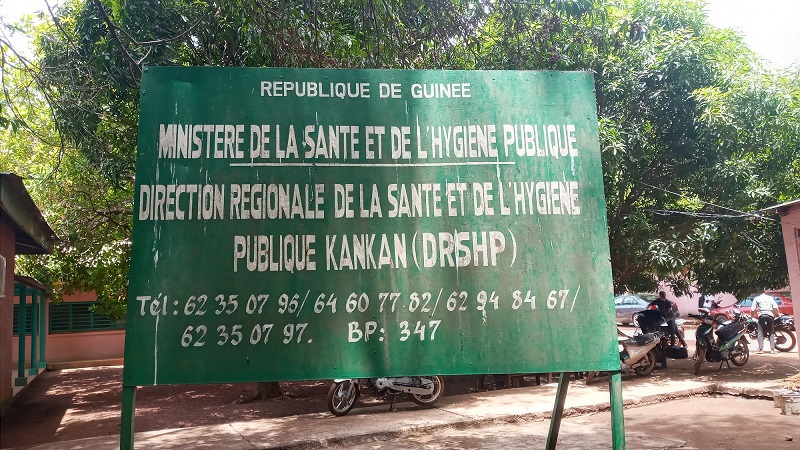 REPUBLIQUE DE GUINEE
MINISTERE DE LA SANTE ET DE L'HYGIENE PUBLIQUE
DIRECTION REGIONALE DE LA SANTE ET DE L'HYGIENE
PUBLIQUE KANKAN (DRSHP)
Tél: 62 35 07 96/ 64 60 77 82/ 62 94 84 67/
62 35 07 97. BP: 347